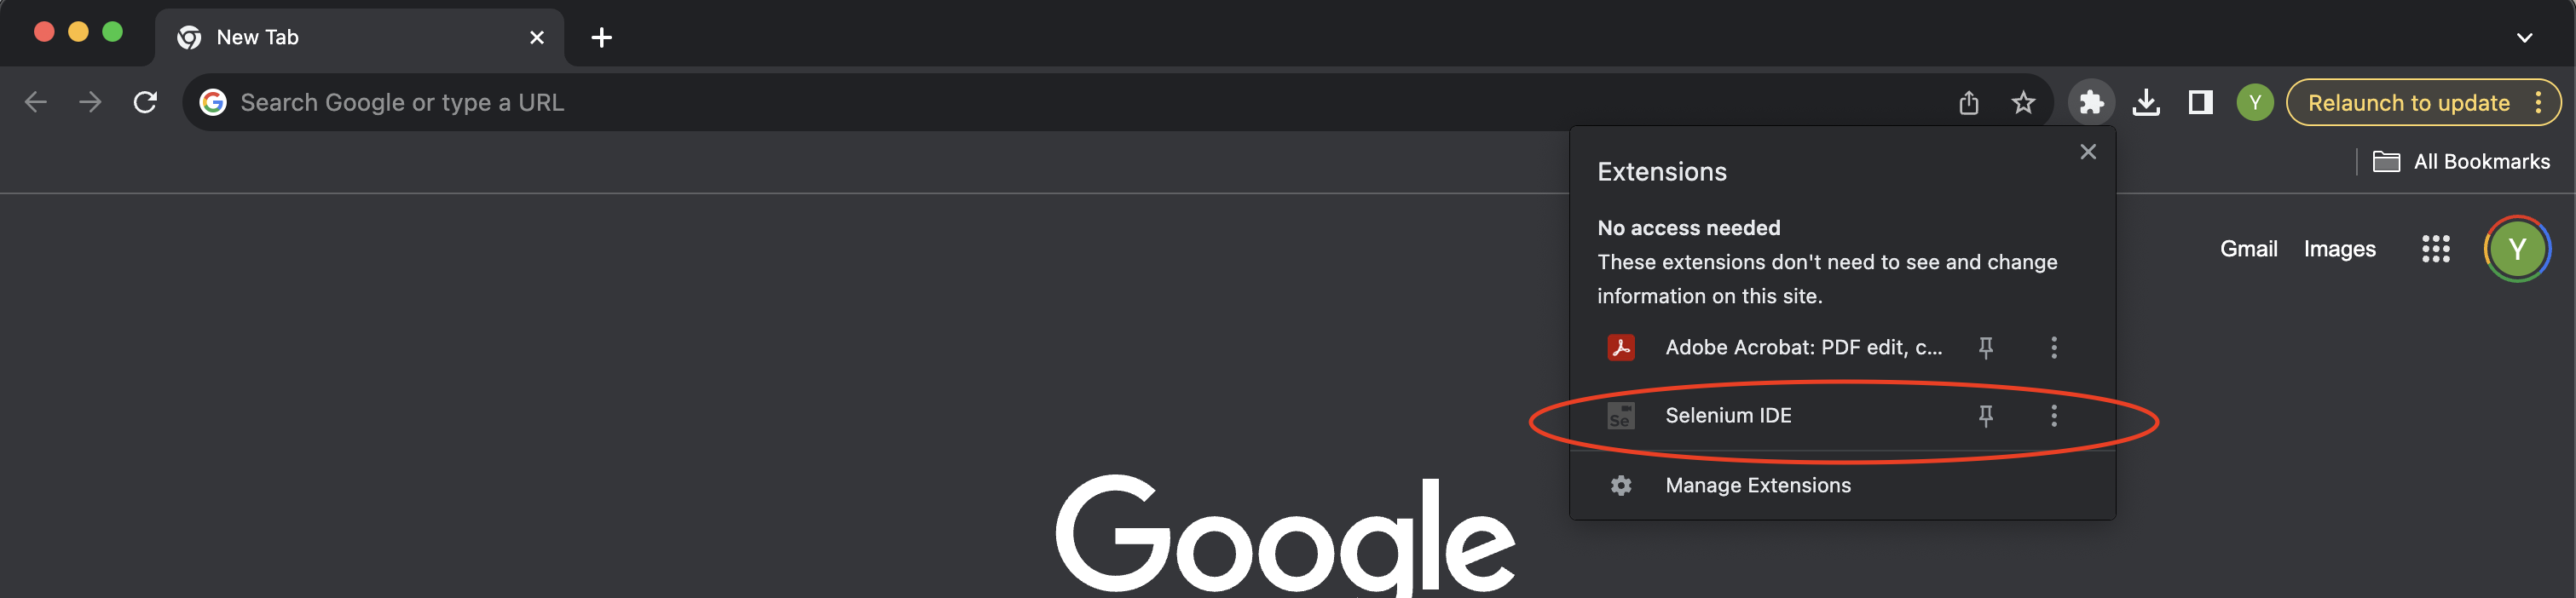 New Tab
Search Google or type a URL
Y
Relaunch to update
All Bookmarks
Extensions
No access needed
These extensions don't need to see and change
information on this site.
Adobe Acrobat: PDF edit, c...
Se
Selenium IDE
Manage Extensions
Gmail
Images
Y
Google